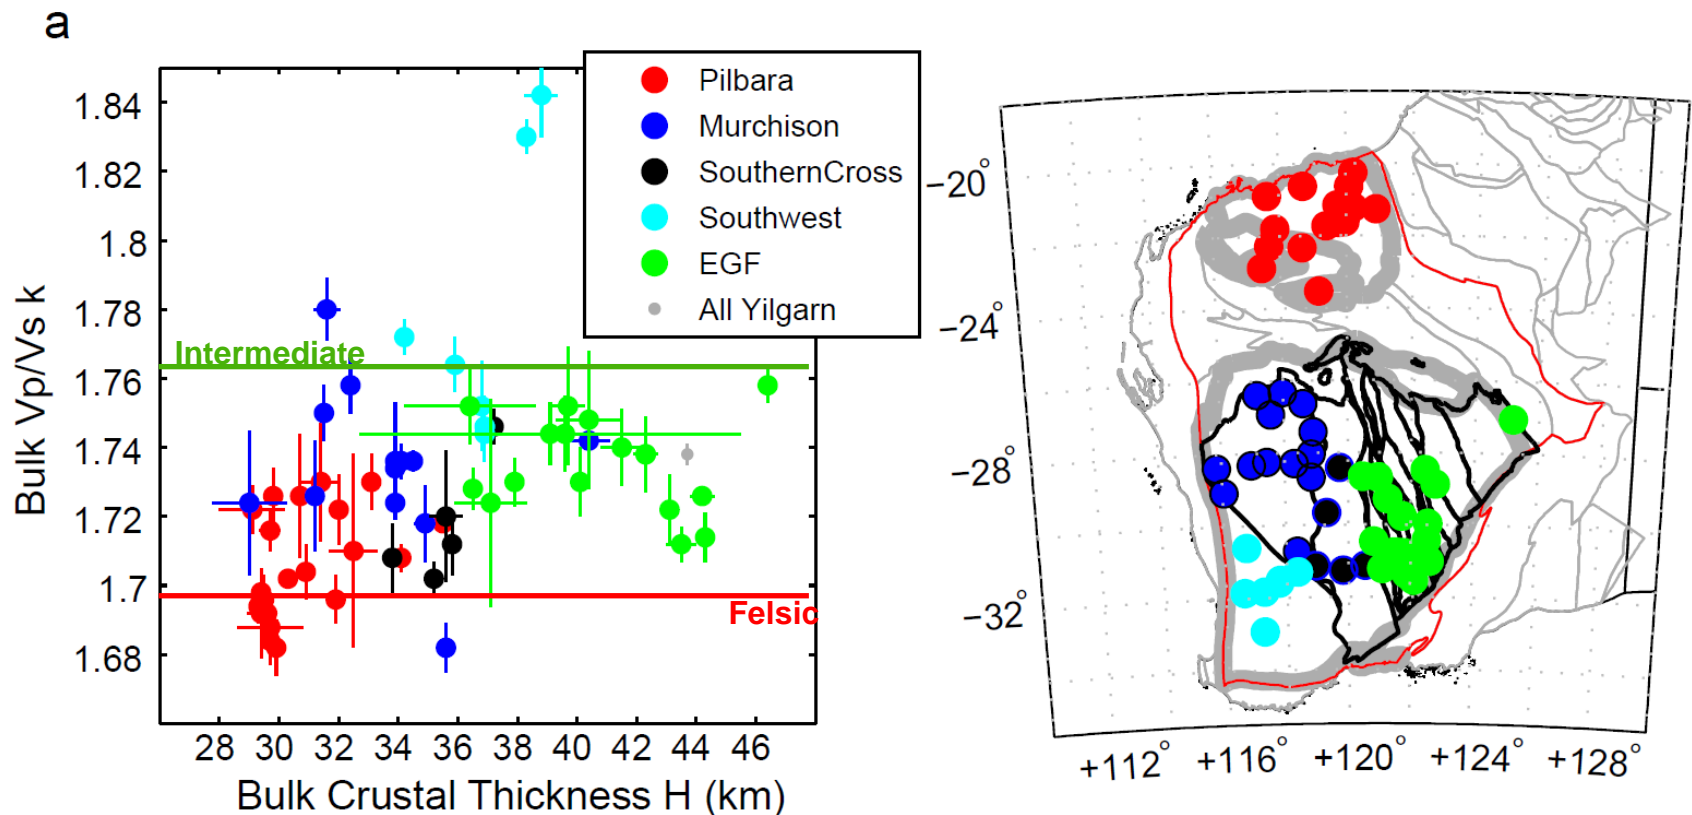 a
Pilbara
Murchison
SouthernCross
Southwest
EGF
All Yilgarn
1.84
1.82
1.8
1.78
1.76
1.74
1.72
1.7
1.68
Bulk Vp/Vs k
Intermediate
Felsic
28 30 32 34 36 38 40 42 44 46
Bulk Crustal Thickness H (km)
−20°
−24°
−28°
−32°
+112° +116° +120° +124° +128°